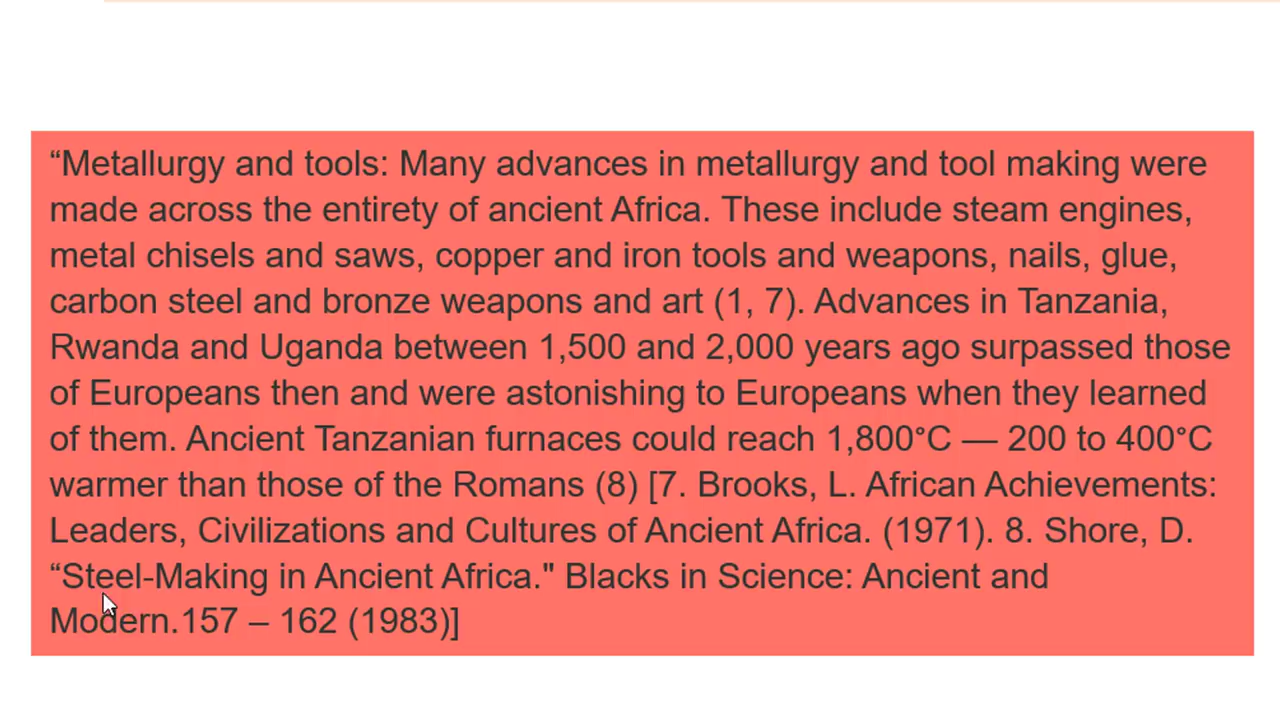 “Metallurgy and tools: Many advances in metallurgy and tool making were
made across the entirety of ancient Africa. These include steam engines,
metal chisels and saws, copper and iron tools and weapons, nails, glue,
carbon steel and bronze weapons and art (1, 7). Advances in Tanzania,
Rwanda and Uganda between 1,500 and 2,000 years ago surpassed those
of Europeans then and were astonishing to Europeans when they learned
of them. Ancient Tanzanian furnaces could reach 1,800°C — 200 to 400°C
warmer than those of the Romans (8) [7. Brooks, L. African Achievements:
Leaders, Civilizations and Cultures of Ancient Africa. (1971). 8. Shore, D.
“Steel-Making in Ancient Africa." Blacks in Science: Ancient and
Modern.157 – 162 (1983)]